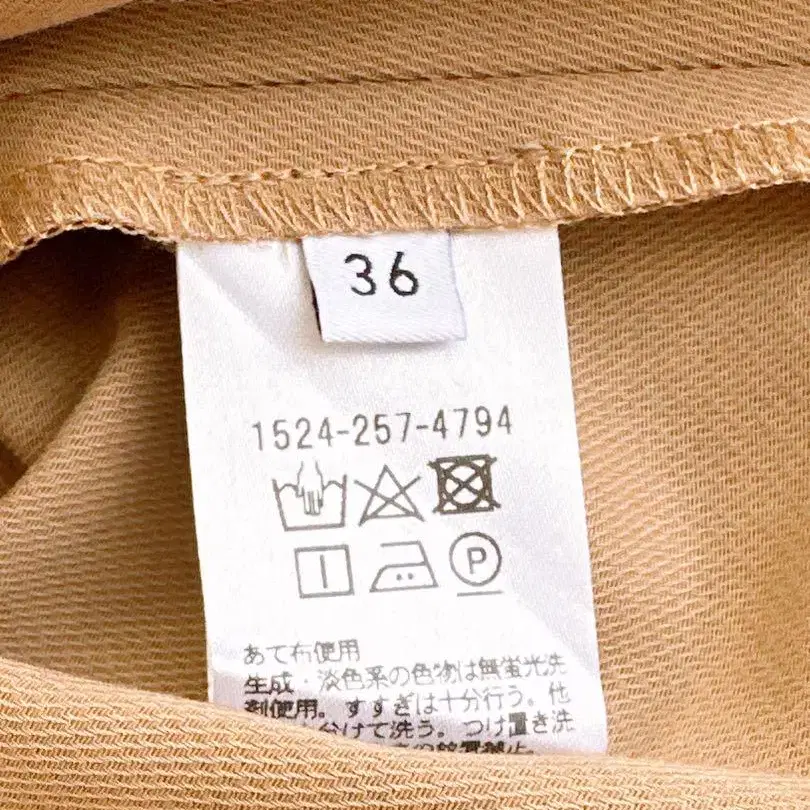 36
1524-257-4794
P
あて布使用
生成・淡色系の色物は無蛍光洗
剤使用。すすぎは十分行う。他
分けて洗う。つけ置き洗